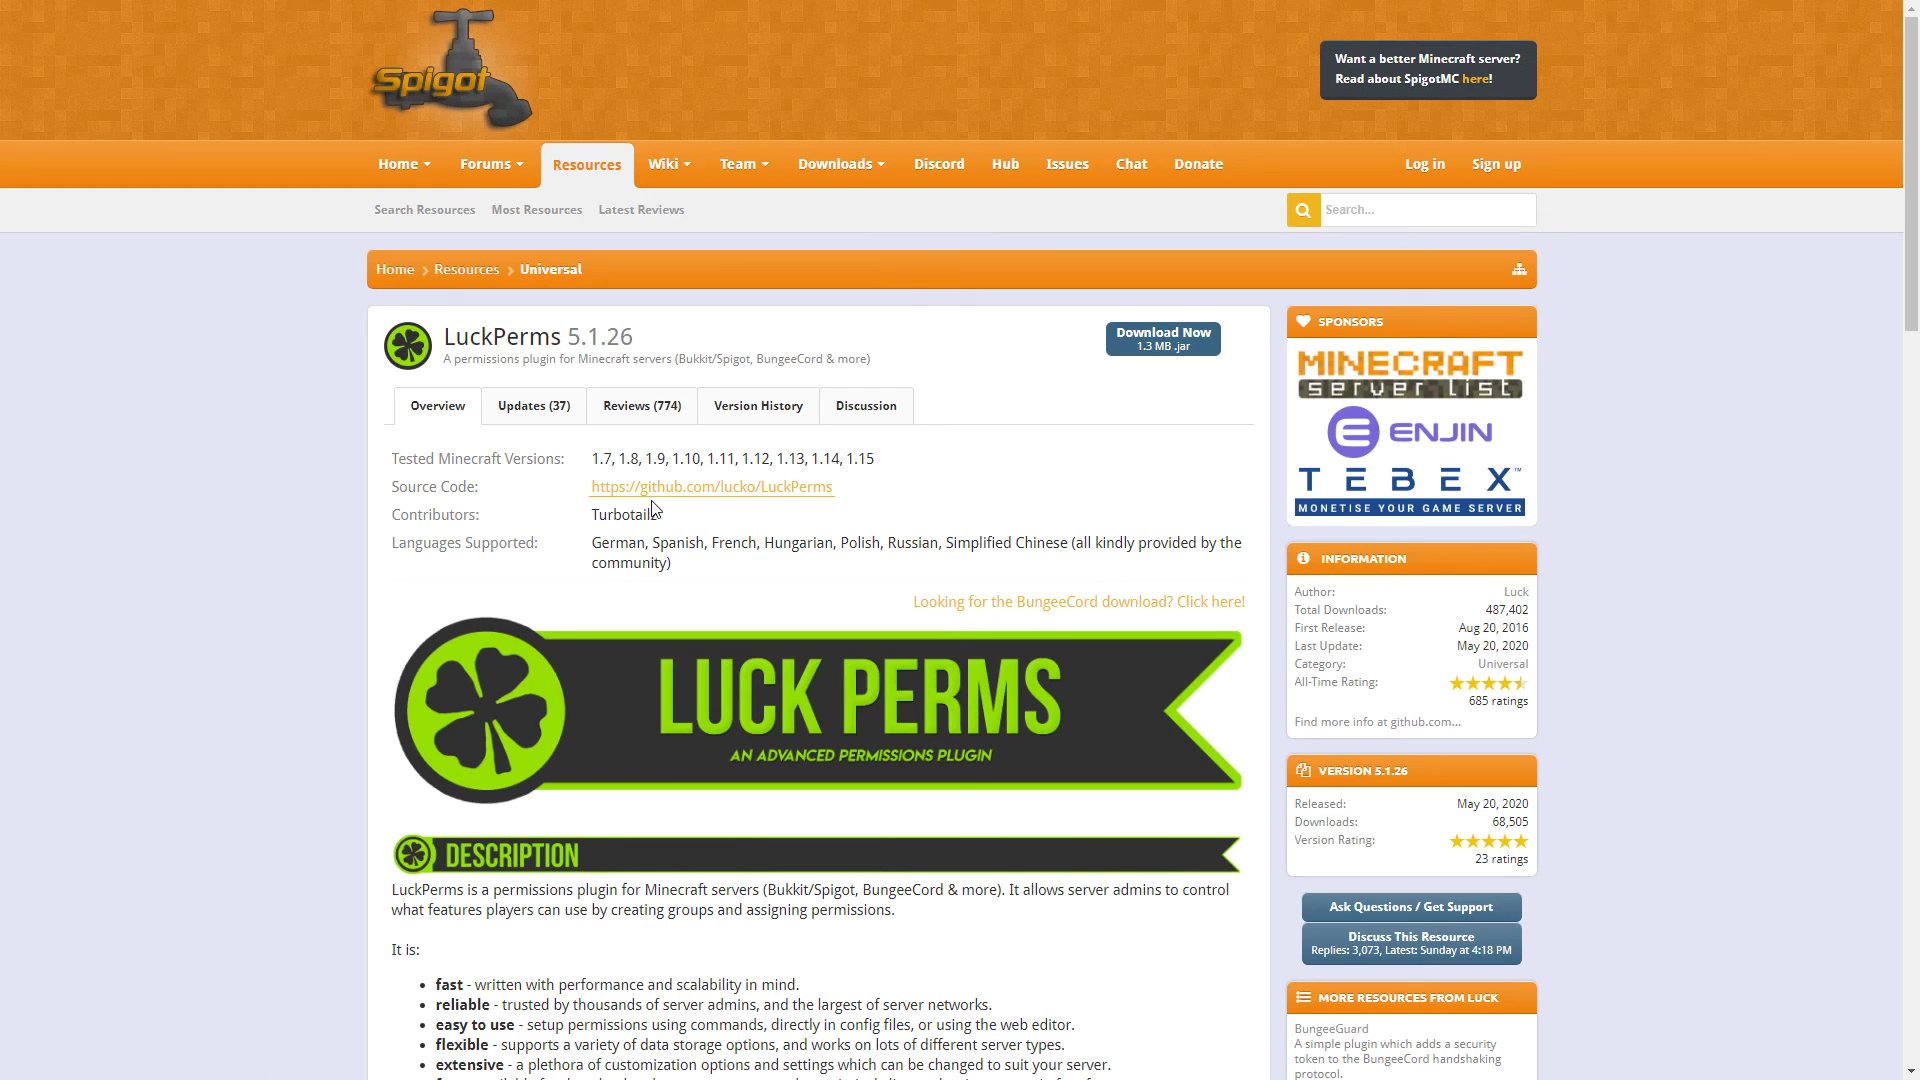 Spigot
Want a better Minecraft server?
Read about SpigotMC here!
Home Forums Resources Wiki Team Downloads Discord Hub Issues Chat Donate Log in Sign up
Search Resources Most Resources Latest Reviews
Search...
Home Resources Universal
LuckPerms 5.1.26
A permissions plugin for Minecraft servers (Bukkit/Spigot, BungeeCord & more)
Download Now
1.3 MB .jar
Overview Updates (37) Reviews (774) Version History Discussion
Tested Minecraft Versions: 1.7, 1.8, 1.9, 1.10, 1.11, 1.12, 1.13, 1.14, 1.15
Source Code: https://github.com/lucko/LuckPerms
Contributors:
Languages Supported: German, Spanish, French, Hungarian, Polish, Russian, Simplified Chinese (all kindly provided by the
community)
Looking for the BungeeCord download? Click here!
LUCK PERMS
AN ADVANCED PERMISSIONS PLUGIN
DESCRIPTION
LuckPerms is a permissions plugin for Minecraft servers (Bukkit/Spigot, BungeeCord & more). It allows server admins to control
what features players can use by creating groups and assigning permissions.
It is:
• fast - written with performance and scalability in mind.
• reliable - trusted by thousands of server admins, and the largest of server networks.
• easy to use - setup permissions using commands, directly in config files, or using the web editor.
• flexible - supports a variety of data storage options, and works on lots of different server types.
• extensive - a plethora of customization options and settings which can be changed to suit your server.
SPONSORS
MINECRAFT
server list
ENJIN
TEBEX™
MONETISE YOUR GAME SERVER
INFORMATION
Author: Luck
Total Downloads: 487,402
First Release: Aug 20, 2016
Last Update: May 20, 2020
Category: Universal
All-Time Rating:
685 ratings
Find more info at github.com...
VERSION 5.1.26
Released: May 20, 2020
Downloads: 68,505
Version Rating:
23 ratings
Ask Questions / Get Support
Discuss This Resource
Replies: 3,073, Latest: Sunday at 4:18 PM
MORE RESOURCES FROM LUCK
BungeeGuard
A simple plugin which adds a security
token to the BungeeCord handshaking
protocol.